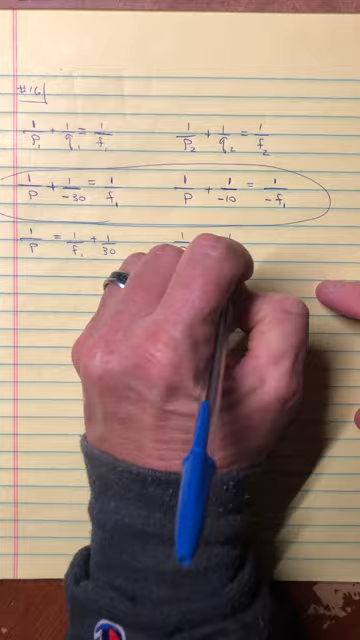 #16
1/P₁ + 1/q₁ = 1/f₁ 1/P₂ + 1/q₂ = 1/f₂
1/P + 1/-30 = 1/f₁ 1/P + 1/-10 = 1/-f₁
1/P = 1/f₁ + 1/30